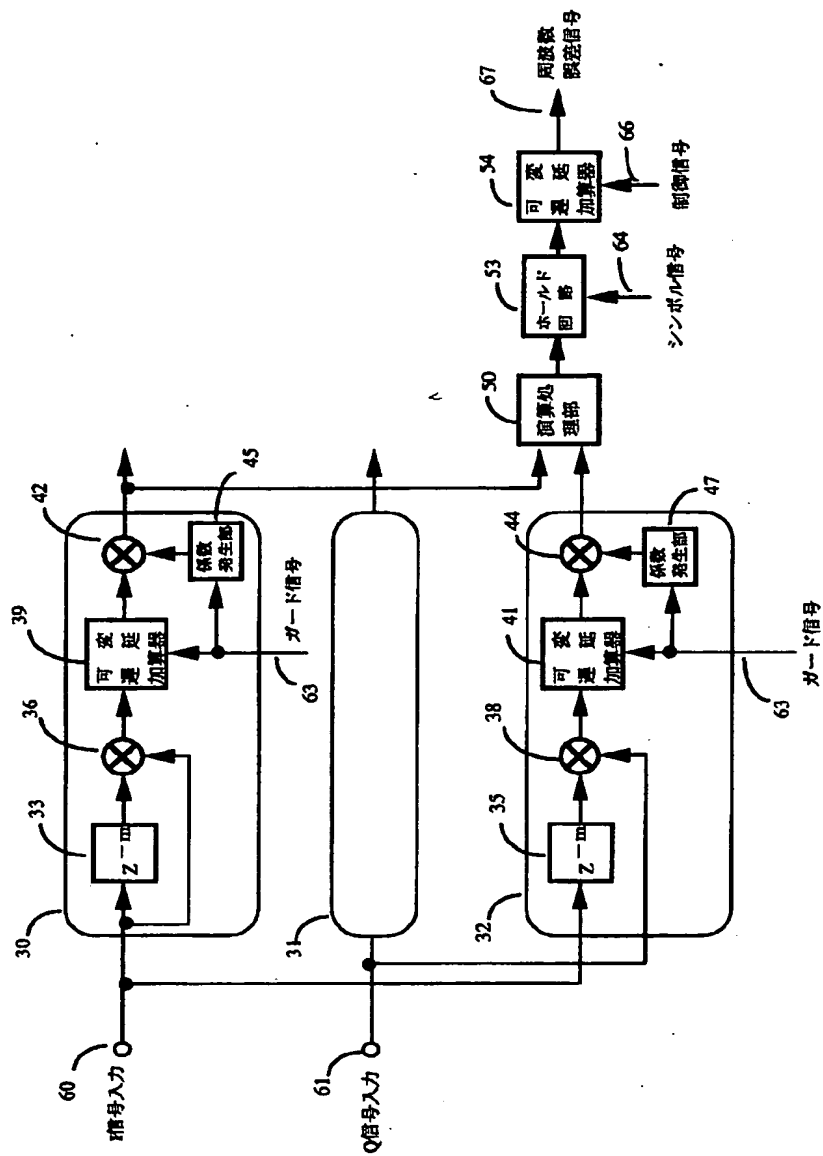 60
I信号入力
30
33
Z−m
36
39
可変
遅延
加算器
42
45
係数
発生部
63
ガード信号
61
Q信号入力
31
32
35
Z−m
38
41
可変
遅延
加算器
44
47
係数
発生部
63
ガード信号
50
演算処
理部
53
ホールド
回路
64
シンボル信号
54
可変
遅延
加算器
66
制御信号
67
周波数
誤差信号